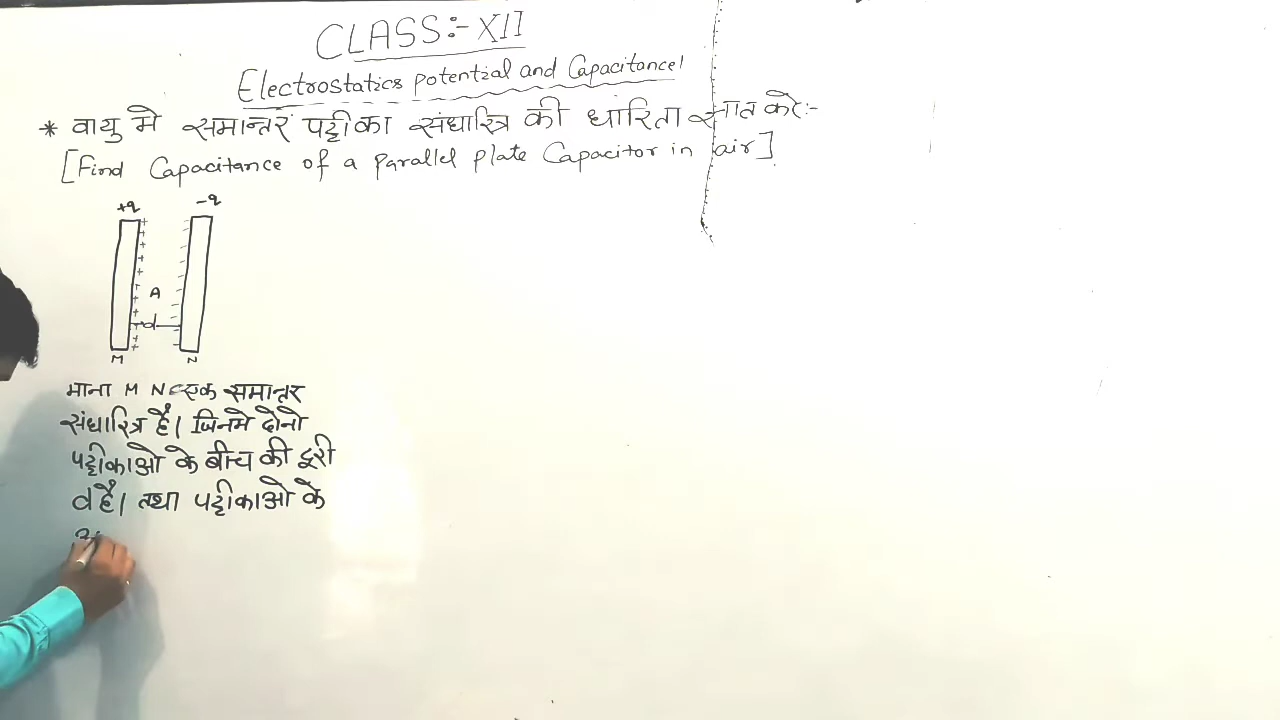 CLASS:- XII
Electrostatics potential and Capacitance!
* वायु मे समान्तर पट्टीका संधारित्र की धारिता ज्ञात करे:-
[Find Capacitance of a parallel plate Capacitor in air]
+q -q
A
d
M N
माना M N एक समान्तर
संधारित्र है। जिनमे दोनो
पट्टीकाओ के बीच की दूरी
d है। तथा पट्टीकाओ के